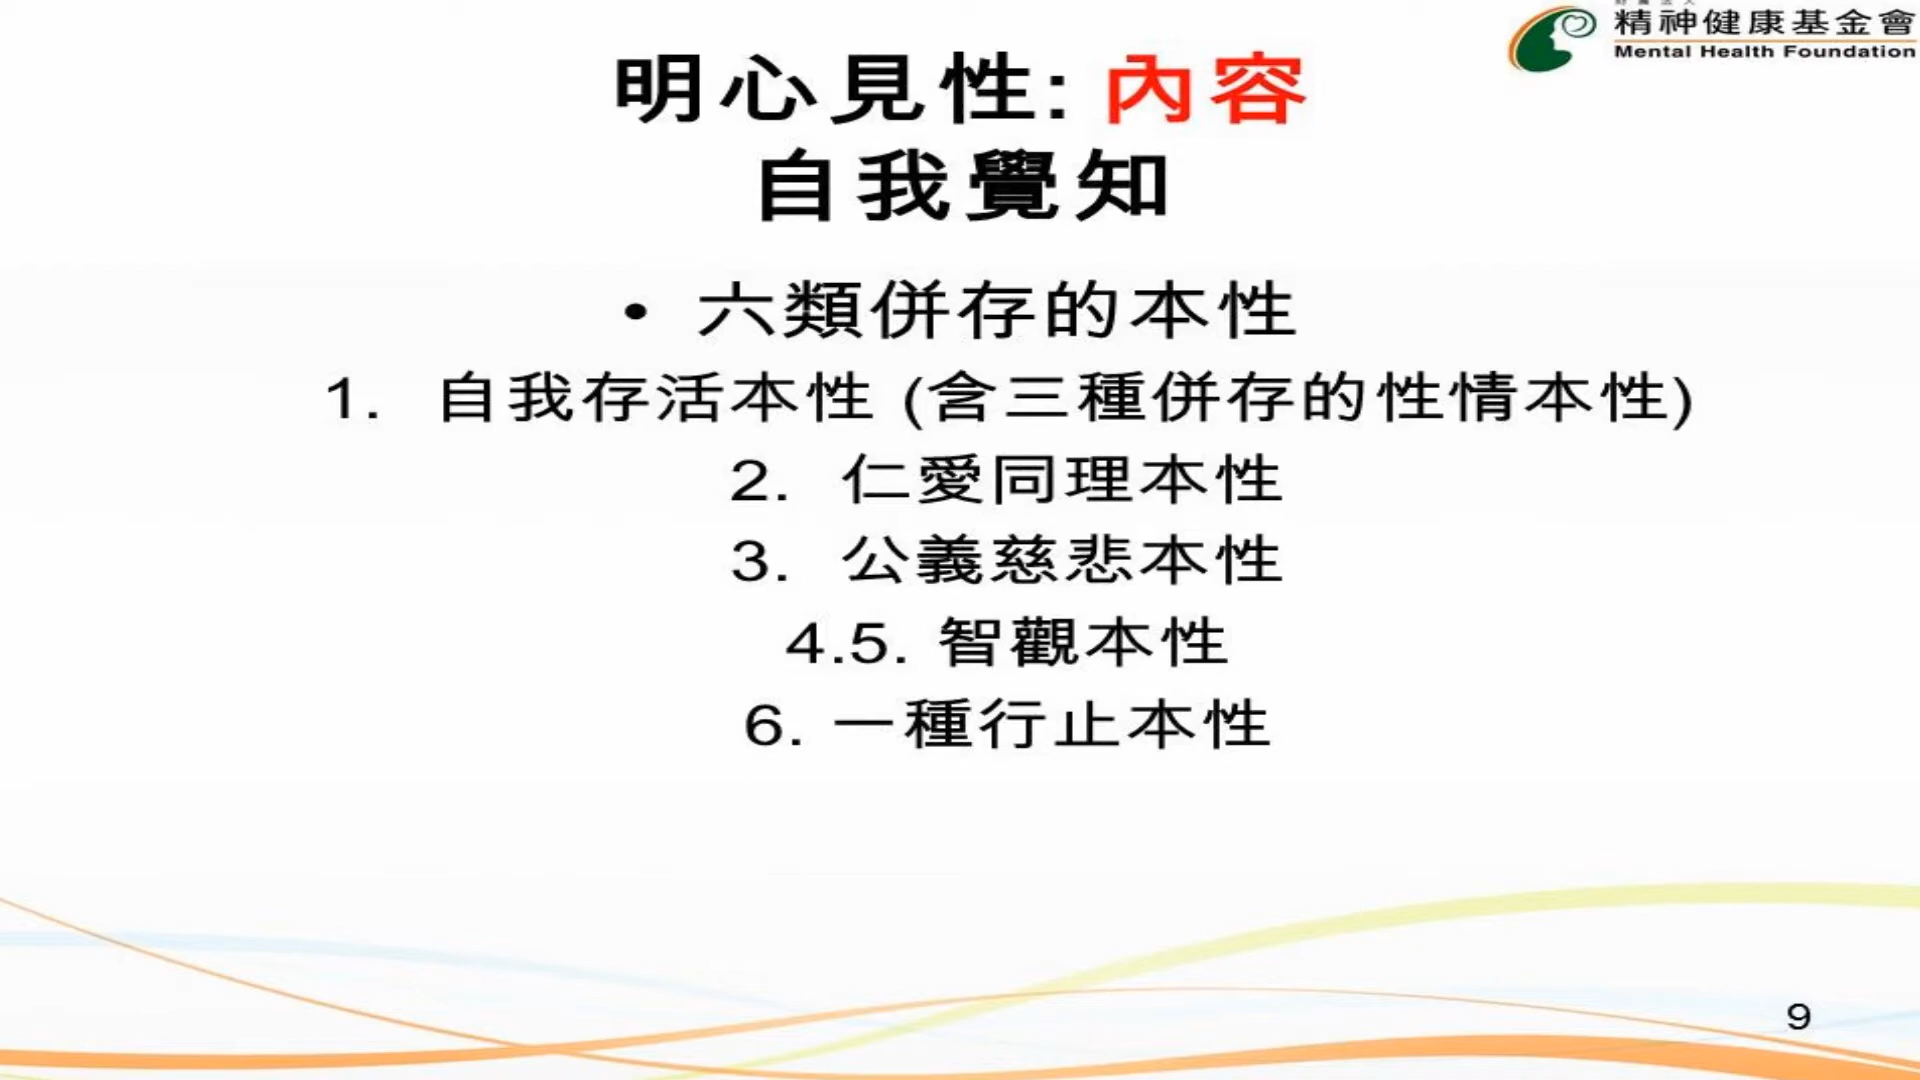 精神健康基金會
Mental Health Foundation
明心見性: 內容
自我覺知
• 六類併存的本性
1. 自我存活本性 (含三種併存的性情本性)
2. 仁愛同理本性
3. 公義慈悲本性
4.5. 智觀本性
6. 一種行止本性
9